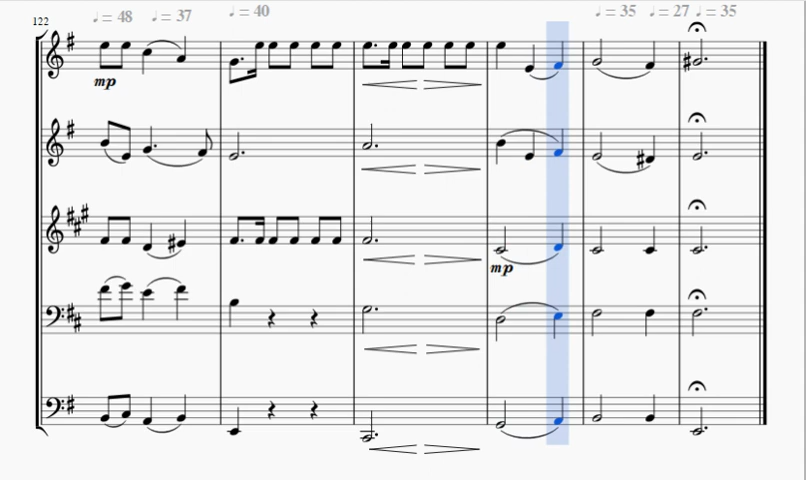 ♩ = 48 ♩ = 37 ♩ = 40 ♩ = 35 ♩ = 27 ♩ = 35
122
mp
mp